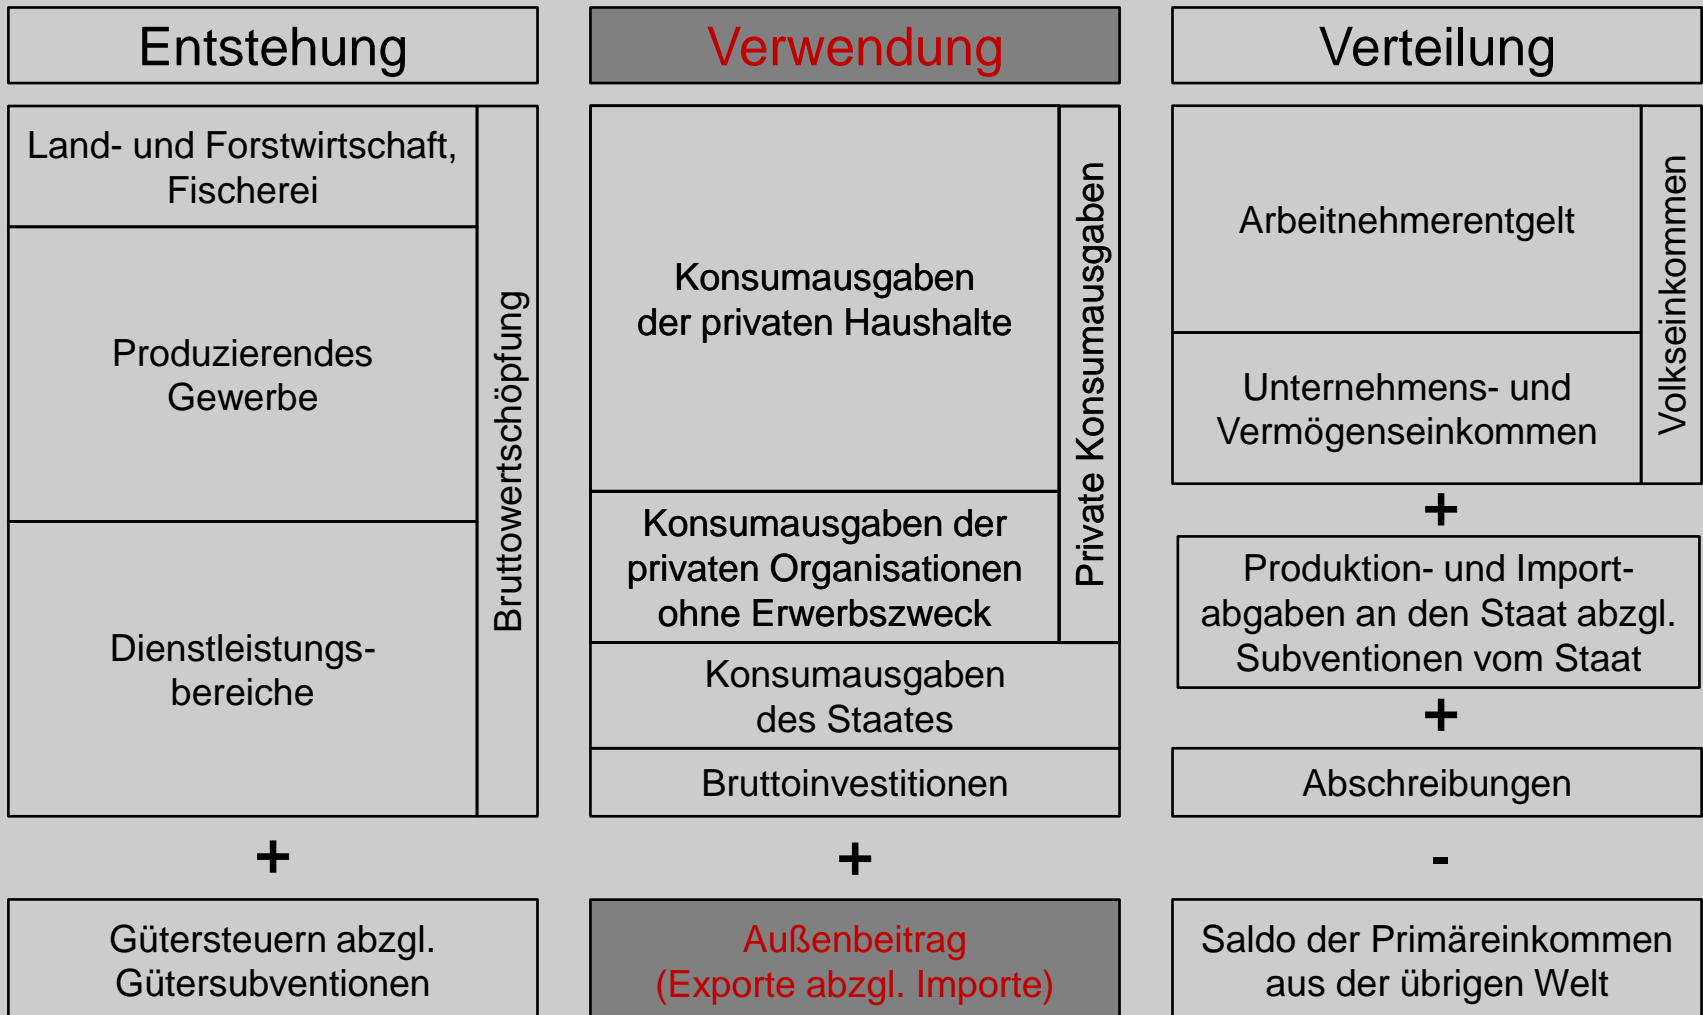 Entstehung
Land- und Forstwirtschaft,
Fischerei
Produzierendes
Gewerbe
Dienstleistungs-
bereiche
Bruttowertschöpfung
+
Gütersteuern abzgl.
Gütersubventionen
Verwendung
Konsumausgaben
der privaten Haushalte
Konsumausgaben der
privaten Organisationen
ohne Erwerbszweck
Private Konsumausgaben
Konsumausgaben
des Staates
Bruttoinvestitionen
+
Außenbeitrag
(Exporte abzgl. Importe)
Verteilung
Arbeitnehmerentgelt
Unternehmens- und
Vermögenseinkommen
Volkseinkommen
+
Produktion- und Import-
abgaben an den Staat abzgl.
Subventionen vom Staat
+
Abschreibungen
-
Saldo der Primäreinkommen
aus der übrigen Welt